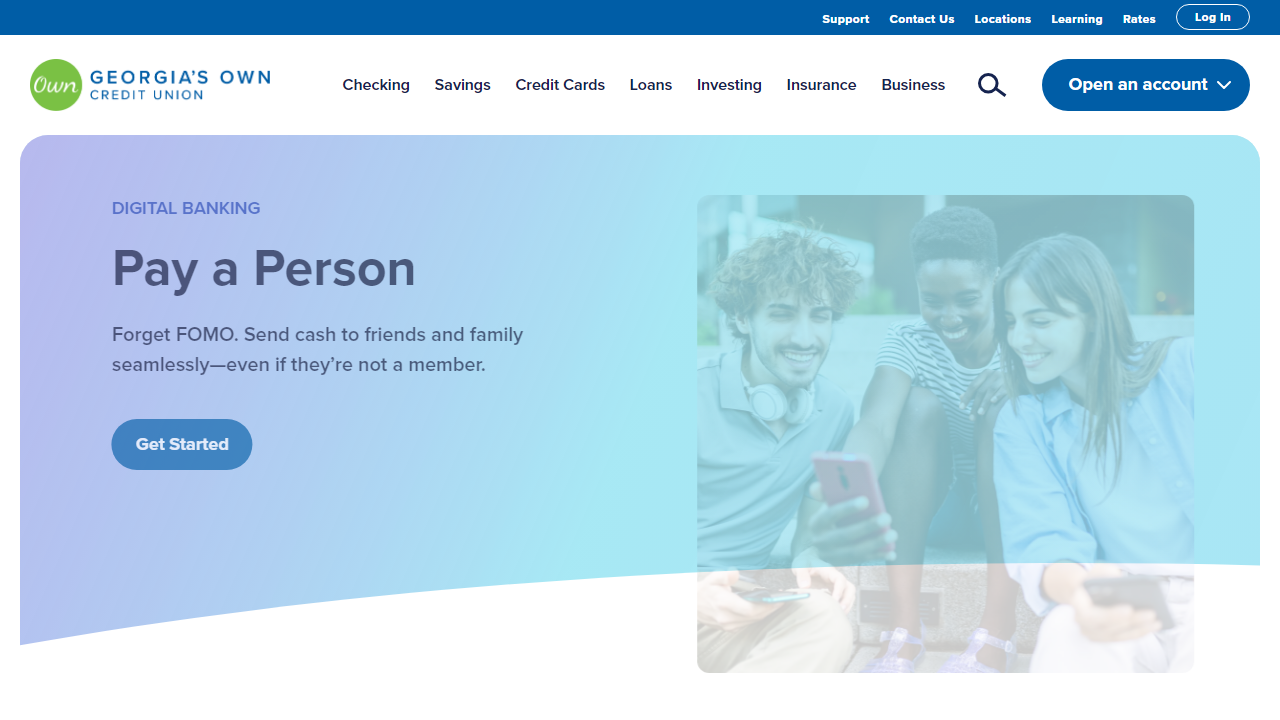 Support Contact Us Locations Learning Rates Log In
Own GEORGIA'S OWN
CREDIT UNION
Checking Savings Credit Cards Loans Investing Insurance Business Open an account
DIGITAL BANKING
Pay a Person
Forget FOMO. Send cash to friends and family
seamlessly—even if they’re not a member.
Get Started